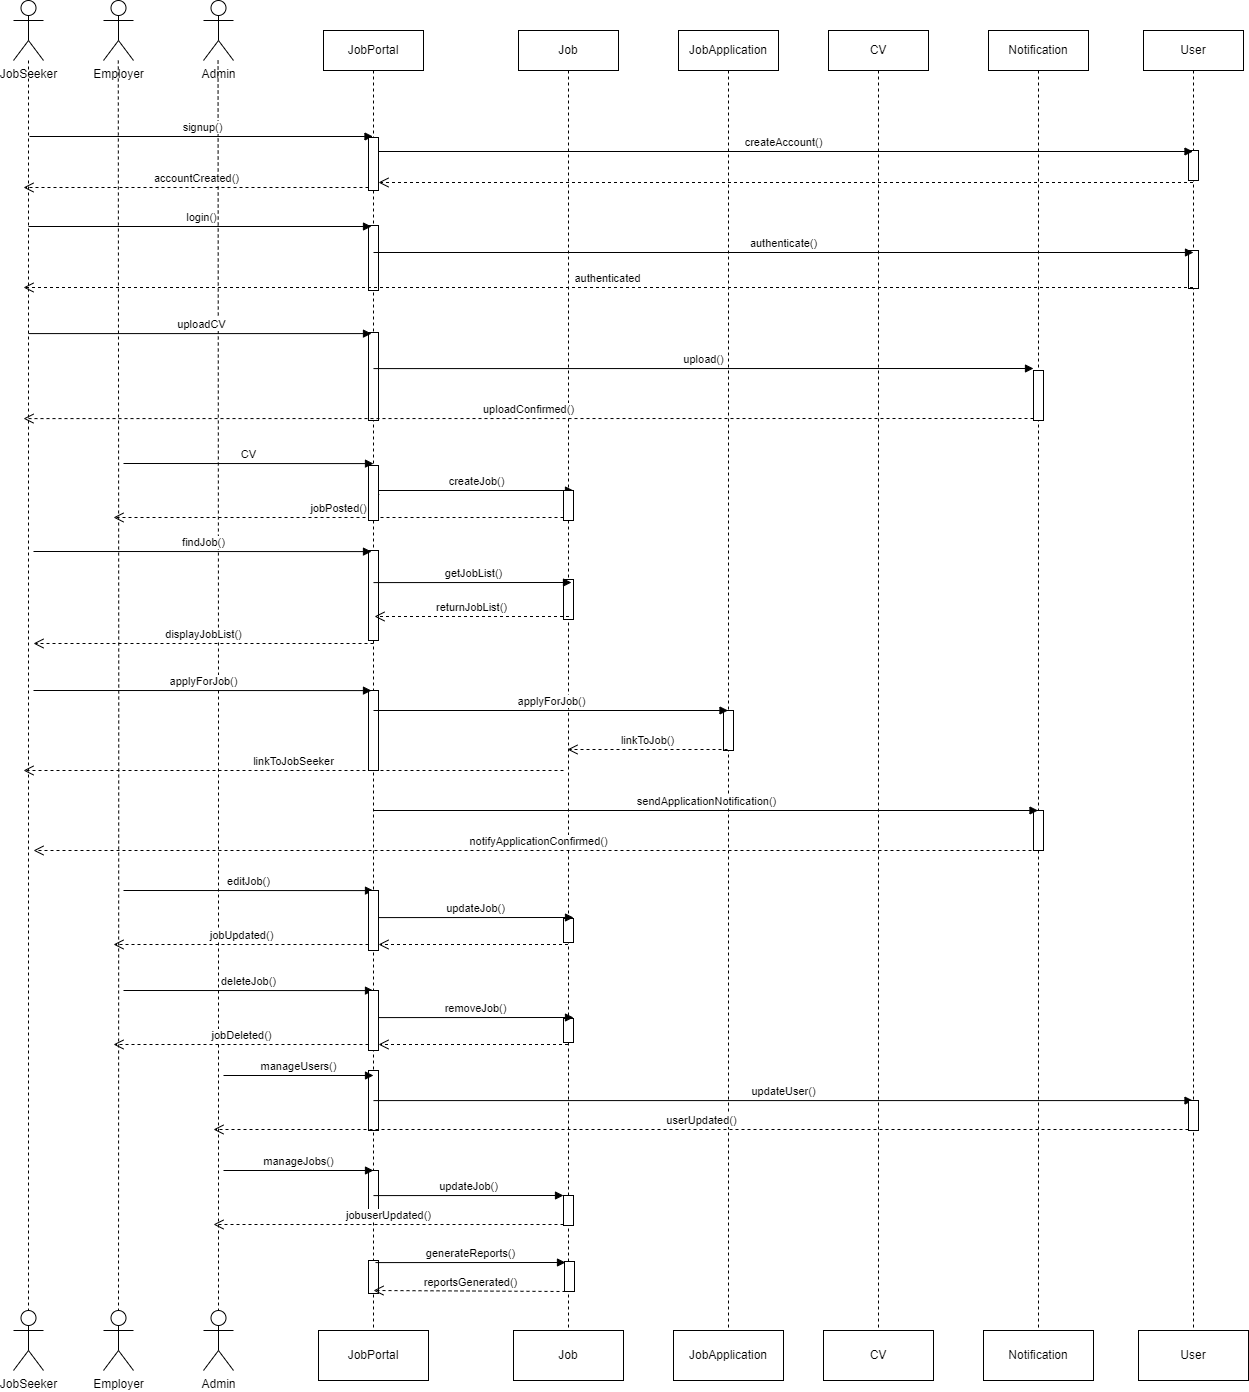 JobSeeker
Employer
Admin
JobPortal
Job
JobApplication
CV
Notification
User
signup()
createAccount()
accountCreated()
login()
authenticate()
authenticated
uploadCV
upload()
uploadConfirmed()
CV
createJob()
jobPosted()
findJob()
getJobList()
returnJobList()
displayJobList()
applyForJob()
applyForJob()
linkToJob()
linkToJobSeeker
sendApplicationNotification()
notifyApplicationConfirmed()
editJob()
updateJob()
jobUpdated()
deleteJob()
removeJob()
jobDeleted()
manageUsers()
updateUser()
userUpdated()
manageJobs()
updateJob()
jobuserUpdated()
generateReports()
reportsGenerated()
JobPortal
Job
JobApplication
CV
Notification
User
JobSeeker
Employer
Admin